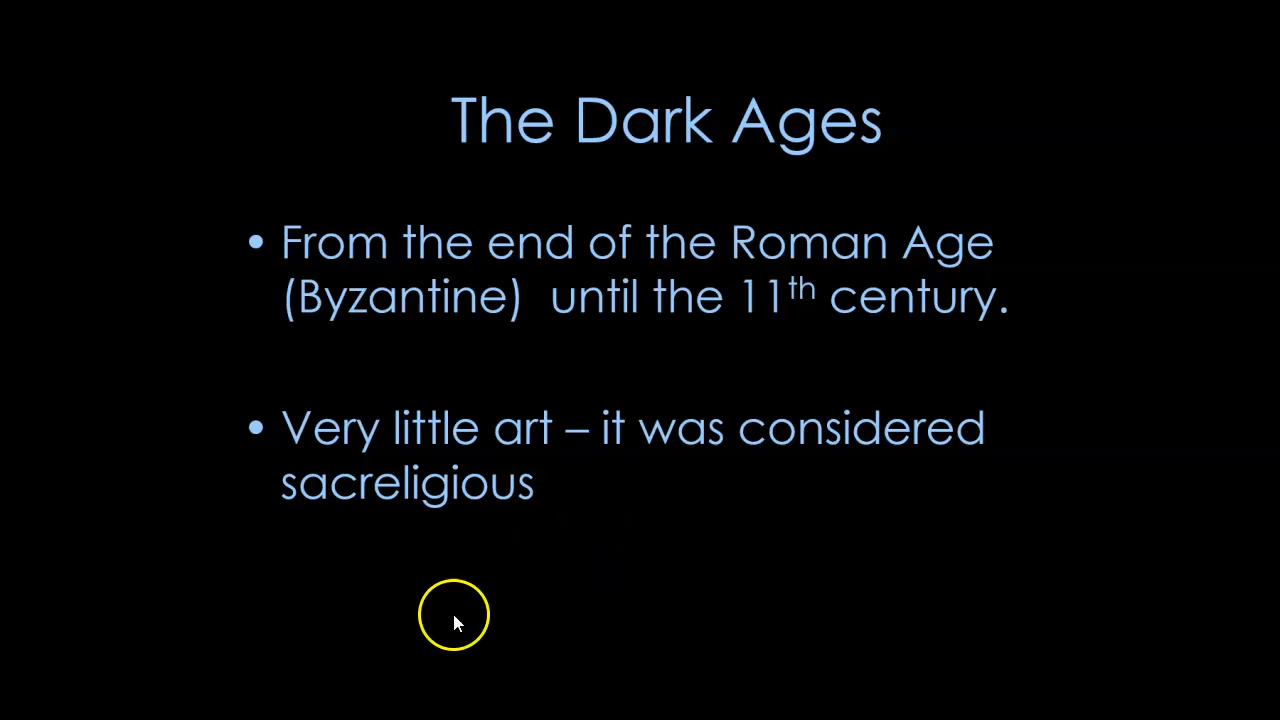 The Dark Ages
• From the end of the Roman Age
(Byzantine)  until the 11th century.
• Very little art – it was considered
sacreligious